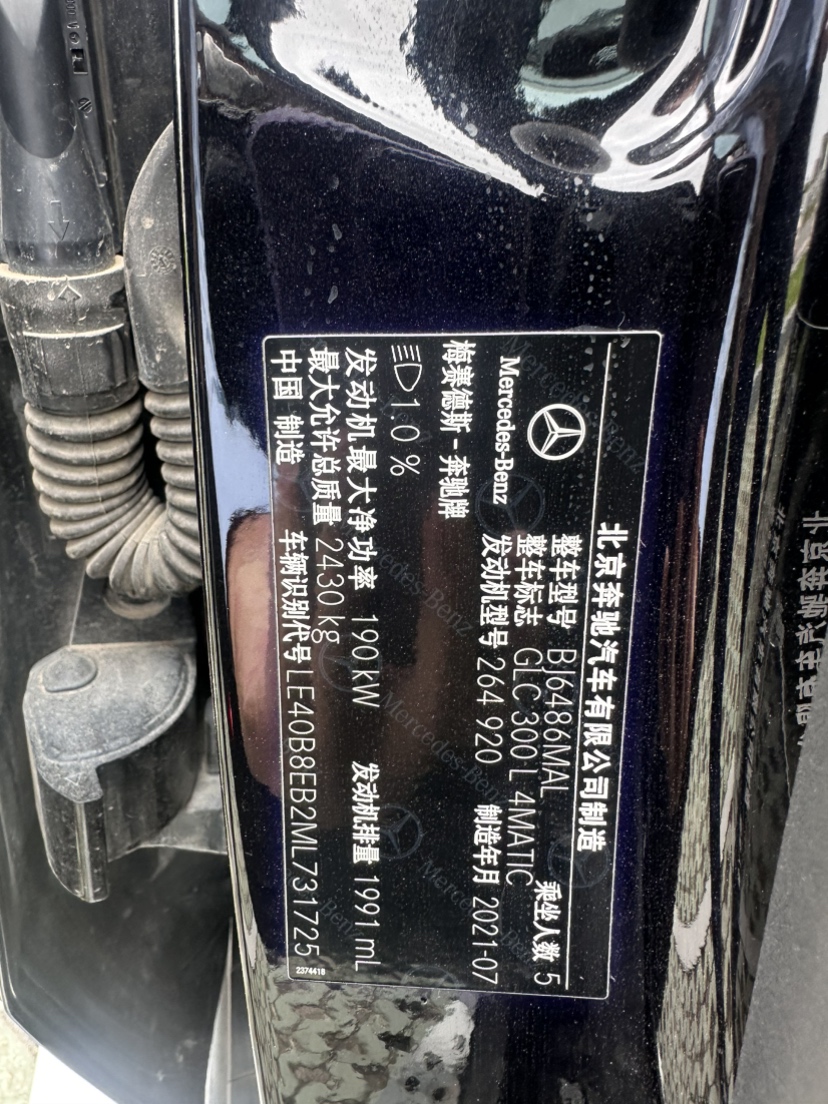 北京奔驰汽车有限公司制造
整车型号 BJ6486MAL 乘坐人数 5
整车标志 GLC 300 L 4MATIC
Mercedes-Benz 发动机型号 264 920 制造年月 2021-07
梅赛德斯-奔驰牌
10 %
发动机最大净功率 190kW 发动机排量 1991 mL
最大允许总质量 2430 kg
中国 制造 车辆识别代号 LE40B8EB2ML731725
2374418